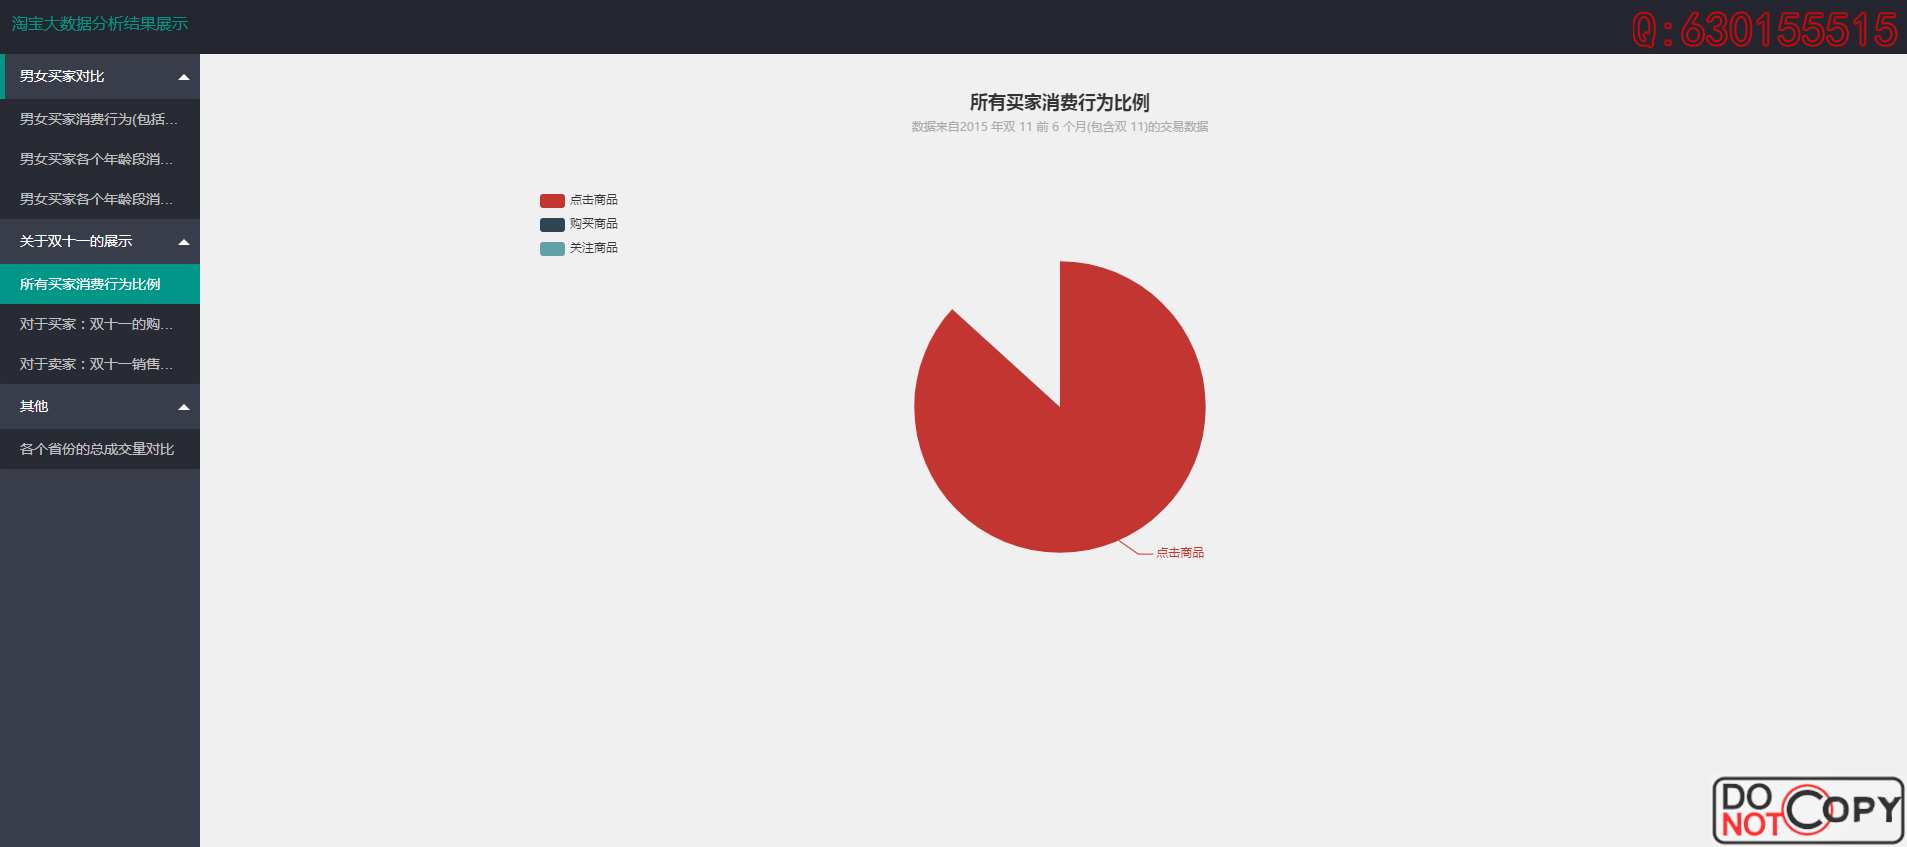 淘宝大数据分析结果展示
Q:630155515
男女买家对比
男女买家消费行为(包括...
男女买家各个年龄段消...
男女买家各个年龄段消...
关于双十一的展示
所有买家消费行为比例
对于买家：双十一的购...
对于卖家：双十一销售...
其他
各个省份的总成交量对比
所有买家消费行为比例
数据来自2015 年双 11 前 6 个月(包含双 11)的交易数据
点击商品
购买商品
关注商品
点击商品
DO
NOT COPY